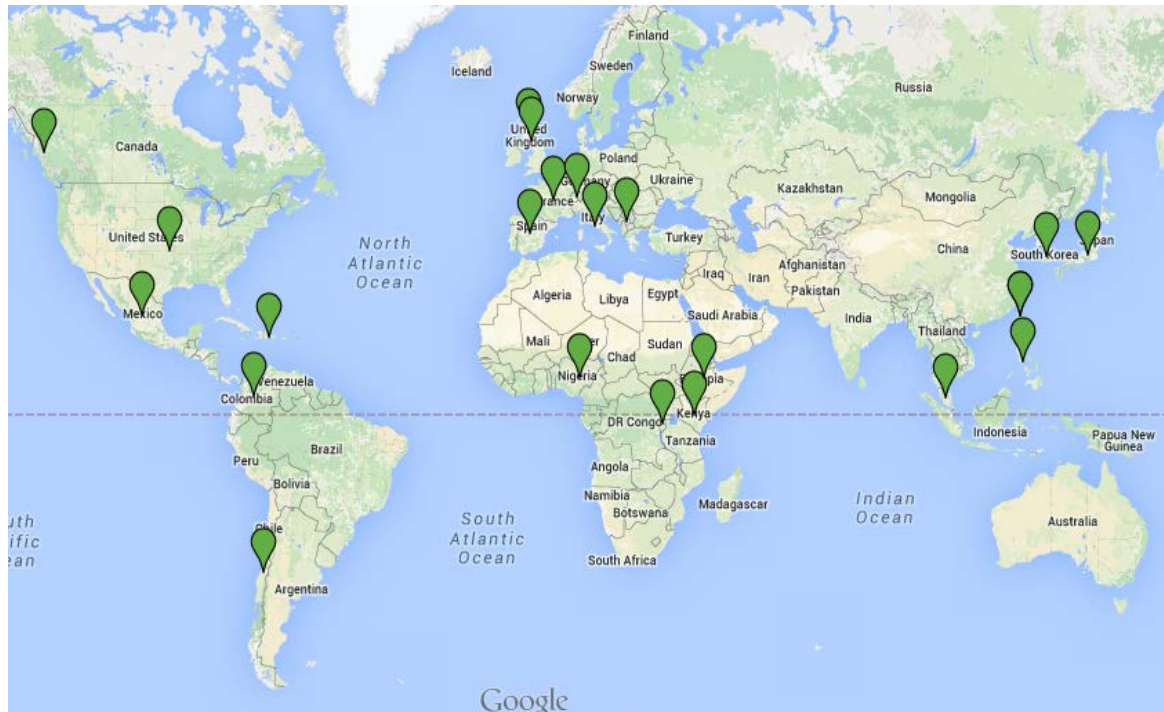 Finland
Iceland
Sweden
Russia
Norway
Canada
United
Kingdom
Poland
Ukraine
Kazakhstan
Mongolia
Spain
Italy
United States
North
Atlantic
Ocean
Turkey
China
South Korea
Japan
Iraq
Iran
Afghanistan
Pakistan
Algeria
Libya
Egypt
Saudi Arabia
India
Mexico
Mali
Chad
Sudan
Thailand
Nigeria
Venezuela
Colombia
DR Congo
Kenya
Tanzania
Indonesia
Papua New
Guinea
Peru
Brazil
Bolivia
Angola
Namibia
Botswana
Madagascar
Indian
Ocean
South
Atlantic
Ocean
Chile
Australia
South Africa
Argentina
Google